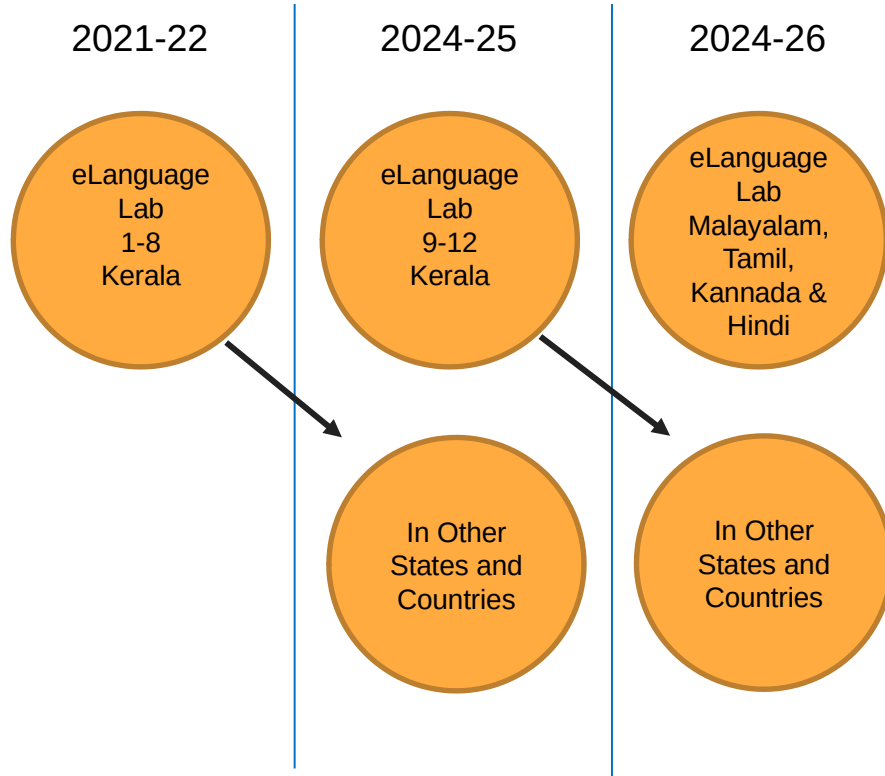 2021-22
2024-25
2024-26
eLanguage
Lab
1-8
Kerala
eLanguage
Lab
9-12
Kerala
eLanguage
Lab
Malayalam,
Tamil,
Kannada &
Hindi
In Other
States and
Countries
In Other
States and
Countries